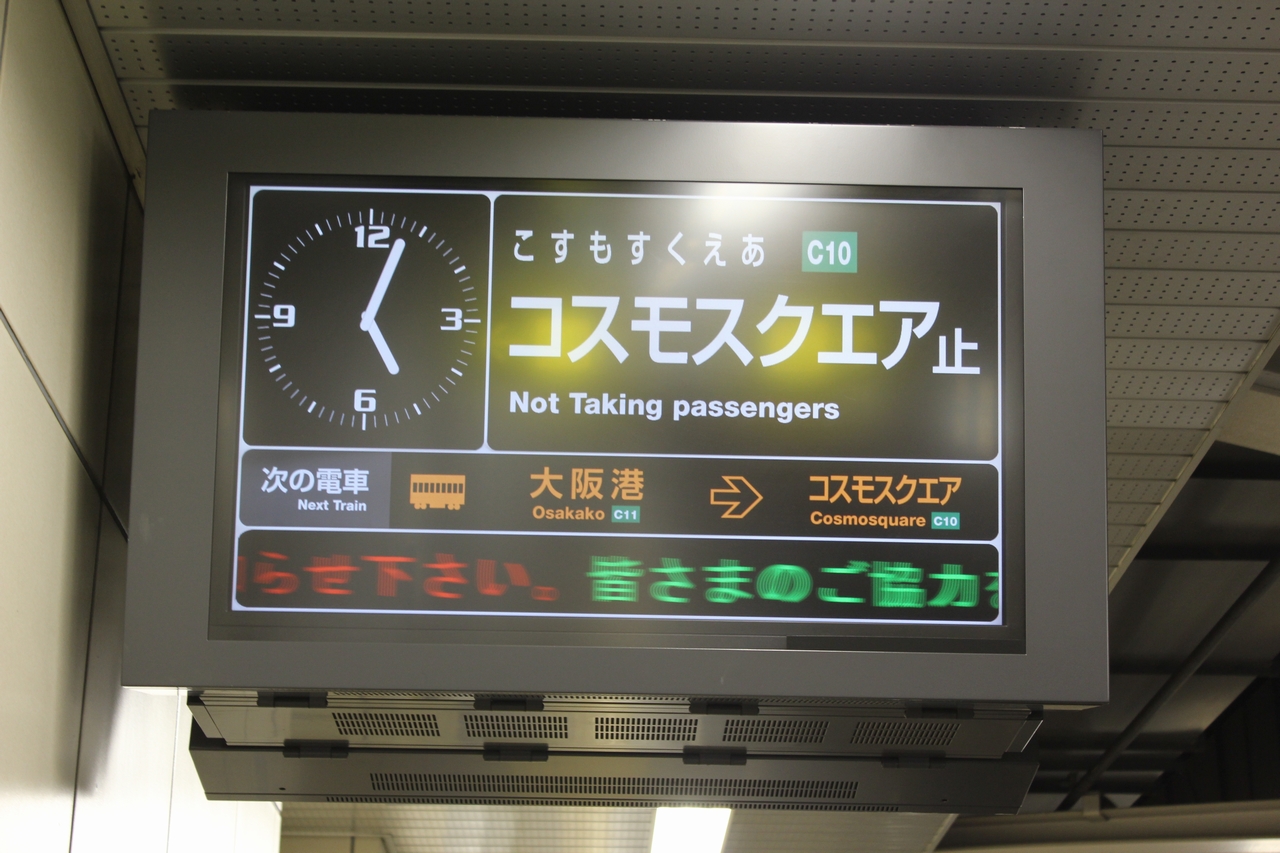 12
3
6
9
こすもすくえあ C10
コスモスクエア止
Not Taking passengers
次の電車
Next Train
大阪港
Osakako C11
コスモスクエア
Cosmosquare C10
らせ下さい。 皆さまのご協力を